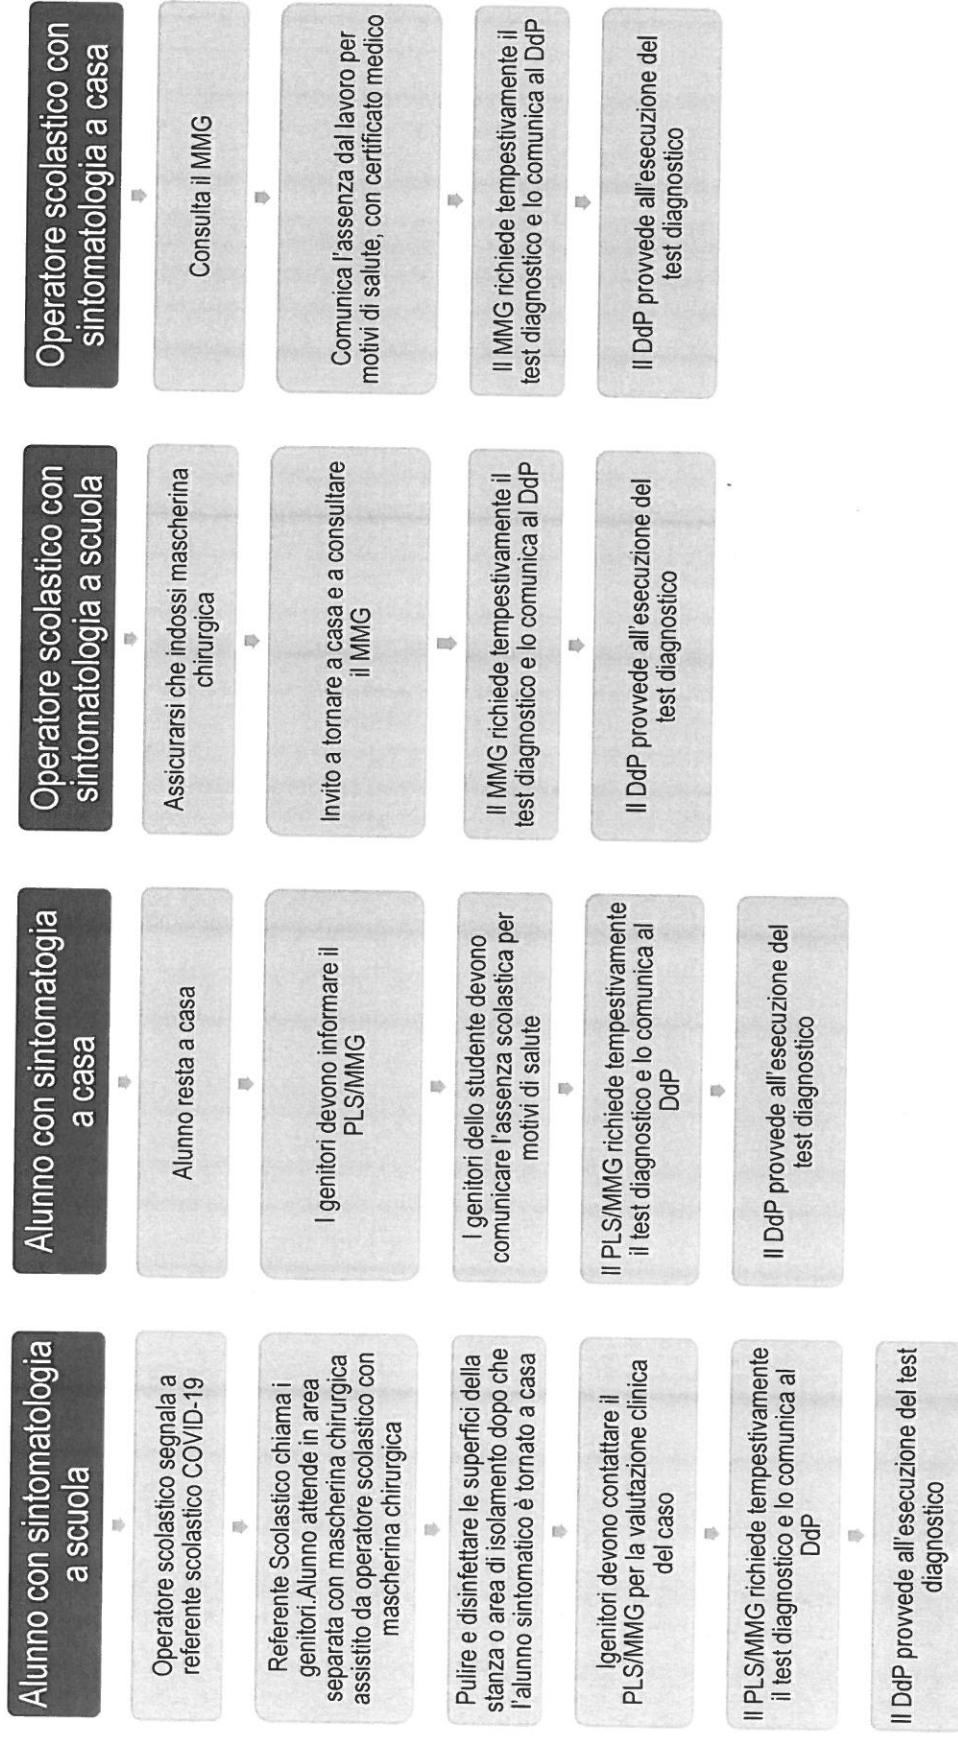 Alunno con sintomatologia
a scuola
Operatore scolastico segnala a
referente scolastico COVID-19
Referente Scolastico chiama i
genitori.Alunno attende in area
separata con mascherina chirurgica
assistito da operatore scolastico con
mascherina chirurgica
Pulire e disinfettare le superfici della
stanza o area di isolamento dopo che
l'alunno sintomatico è tornato a casa
Igenitori devono contattare il
PLS/MMG per la valutazione clinica
del caso
Il PLS/MMG richiede tempestivamente
il test diagnostico e lo comunica al
DdP
Il DdP provvede all'esecuzione del test
diagnostico
Alunno con sintomatogia
a casa
Alunno resta a casa
I genitori devono informare il
PLS/MMG
I genitori dello studente devono
comunicare l'assenza scolastica per
motivi di salute
Il PLS/MMG richiede tempestivamente
il test diagnostico e lo comunica al
DdP
Il DdP provvede all'esecuzione del
test diagnostico
Operatore scolastico con
sintomatologia a scuola
Assicurarsi che indossi mascherina
chirurgica
Invito a tornare a casa e a consultare
il MMG
Il MMG richiede tempestivamente il
test diagnostico e lo comunica al DdP
Il DdP provvede all'esecuzione del
test diagnostico
Operatore scolastico con
sintomatologia a casa
Consulta il MMG
Comunica l'assenza dal lavoro per
motivi di salute, con certificato medico
Il MMG richiede tempestivamente il
test diagnostico e lo comunica al DdP
Il DdP provvede all'esecuzione del
test diagnostico